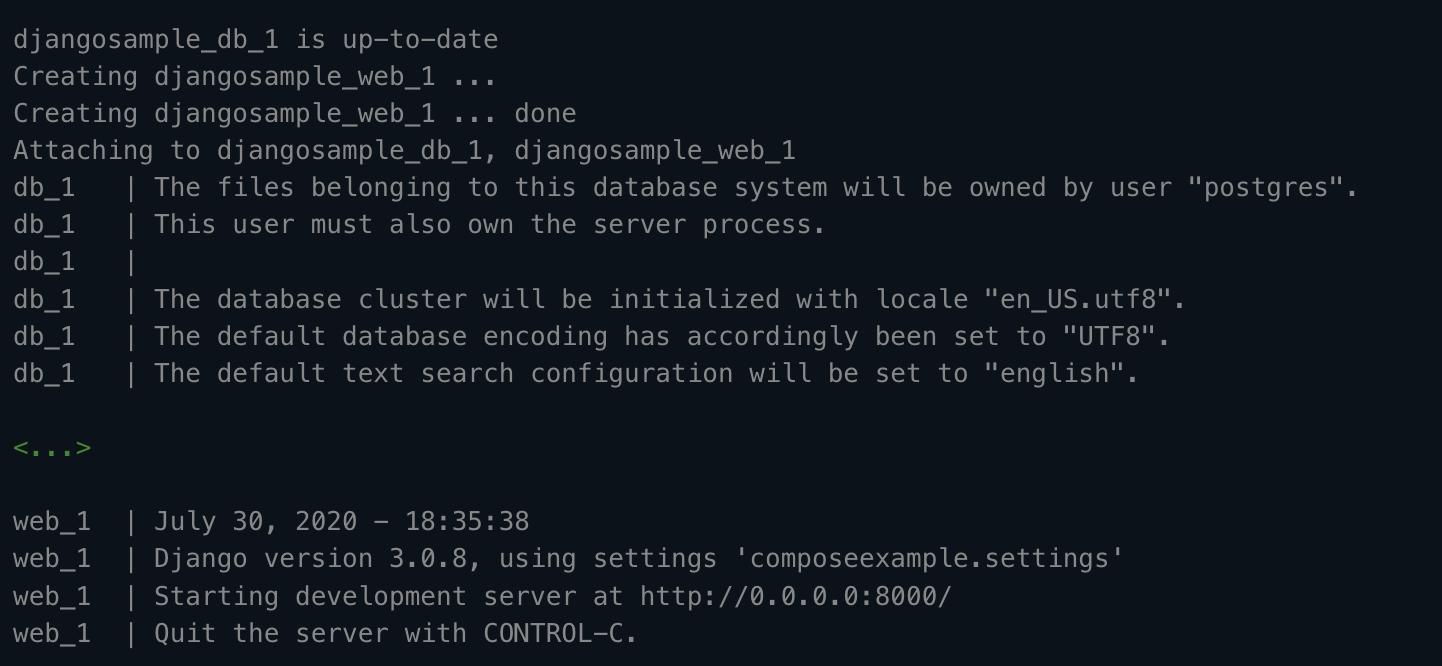 djangosample_db_1 is up-to-date
Creating djangosample_web_1 ...
Creating djangosample_web_1 ... done
Attaching to djangosample_db_1, djangosample_web_1
db_1   | The files belonging to this database system will be owned by user "postgres".
db_1   | This user must also own the server process.
db_1   |
db_1   | The database cluster will be initialized with locale "en_US.utf8".
db_1   | The default database encoding has accordingly been set to "UTF8".
db_1   | The default text search configuration will be set to "english".
<...>
web_1  | July 30, 2020 - 18:35:38
web_1  | Django version 3.0.8, using settings 'composeexample.settings'
web_1  | Starting development server at http://0.0.0.0:8000/
web_1  | Quit the server with CONTROL-C.